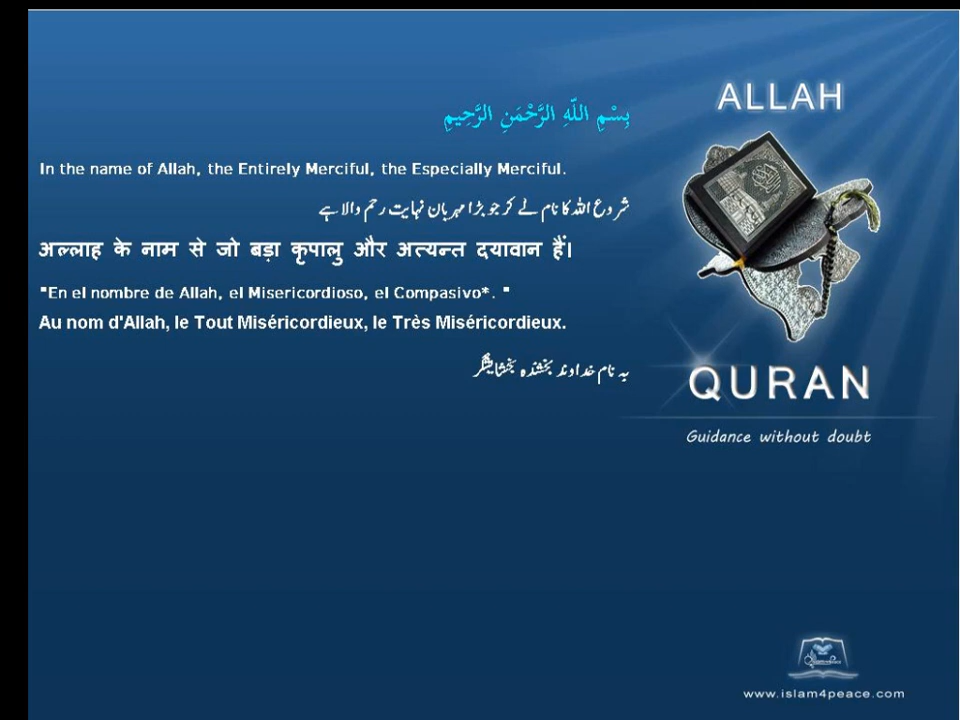 بِسْمِ اللّهِ الرَّحْمَنِ الرَّحِيمِ
In the name of Allah, the Entirely Merciful, the Especially Merciful.
شروع الله کا نام لے کر جو بڑا مہربان نہایت رحم والا ہے
अल्लाह के नाम से जो बड़ा कृपालु और अत्यन्त दयावान हैं।
"En el nombre de Allah, el Misericordioso, el Compasivo*. "
Au nom d'Allah, le Tout Miséricordieux, le Très Miséricordieux.
به نام خداوند بخشنده بخشایشگر
ALLAH
QURAN
Guidance without doubt
www.islam4peace.com